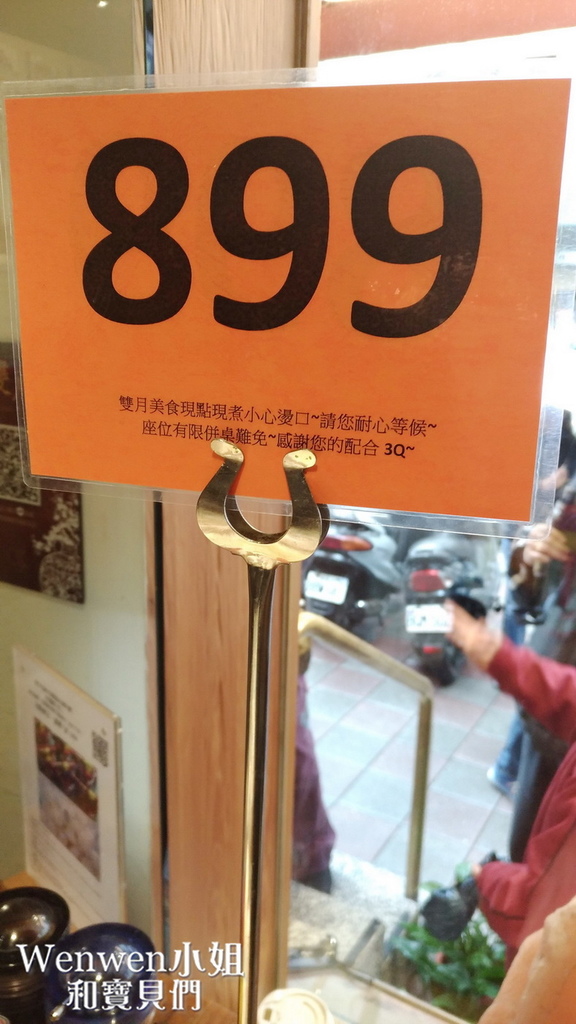 899
雙月美食現點現煮小心燙口~請您耐心等候~
座位有限併桌難免~感謝您的配合 3Q~
Wenwen小姐
和寶貝們